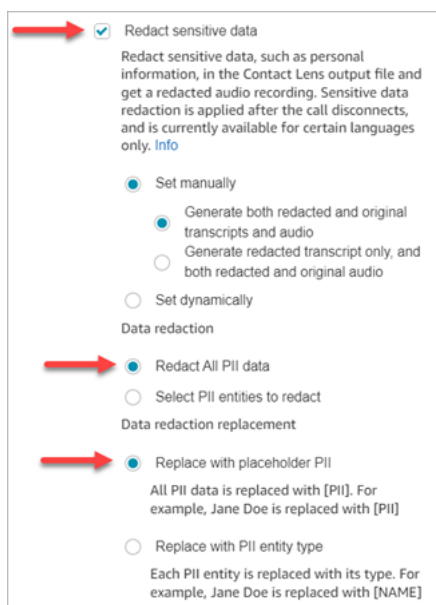 Redact sensitive data
Redact sensitive data, such as personal
information, in the Contact Lens output file and
get a redacted audio recording. Sensitive data
redaction is applied after the call disconnects,
and is currently available for certain languages
only. Info
Set manually
Generate both redacted and original
transcripts and audio
Generate redacted transcript only, and
both redacted and original audio
Set dynamically
Data redaction
Redact All PII data
Select PII entities to redact
Data redaction replacement
Replace with placeholder PII
All PII data is replaced with [PII]. For
example, Jane Doe is replaced with [PII]
Replace with PII entity type
Each PII entity is replaced with its type. For
example, Jane Doe is replaced with [NAME]